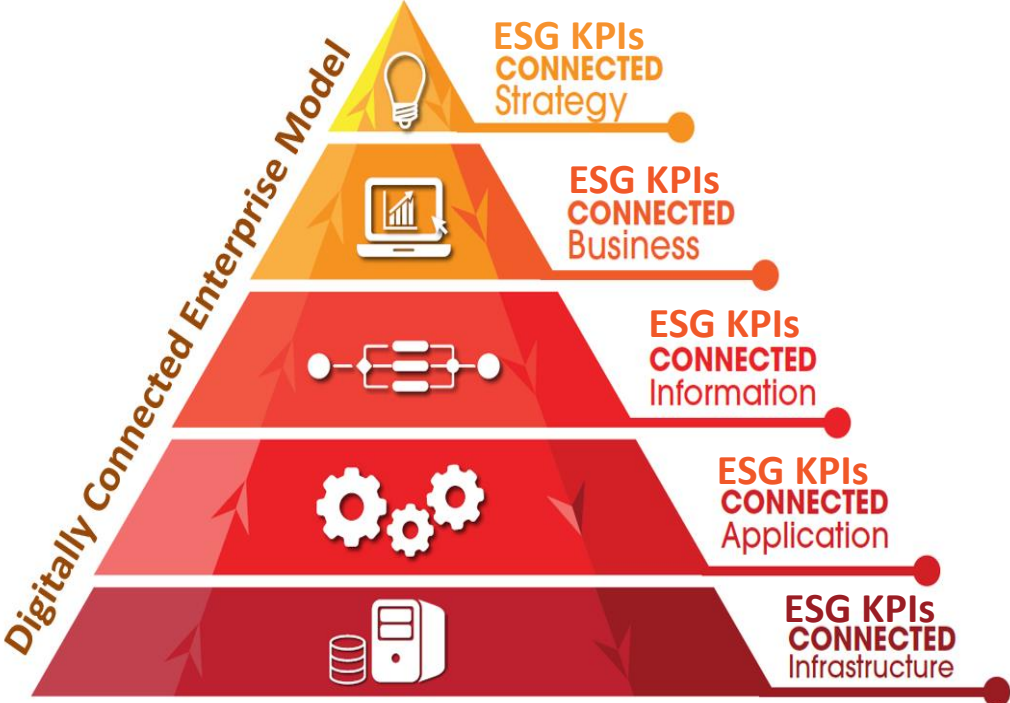 Digitally Connected Enterprise Model
ESG KPIs
CONNECTED
Strategy
ESG KPIs
CONNECTED
Business
ESG KPIs
CONNECTED
Information
ESG KPIs
CONNECTED
Application
ESG KPIs
CONNECTED
Infrastructure